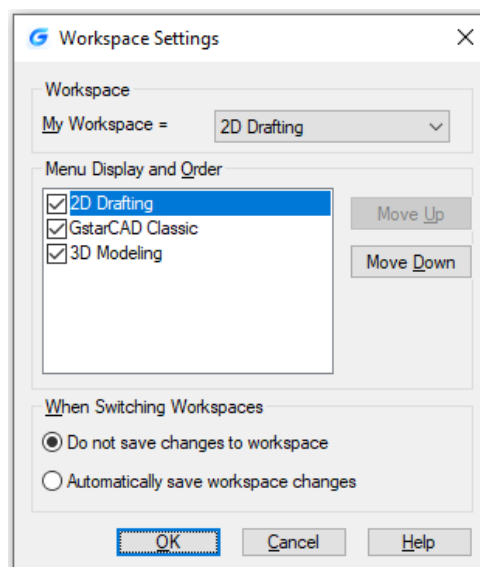 Workspace Settings
Workspace
My Workspace =
2D Drafting
Menu Display and Order
2D Drafting
GstarCAD Classic
3D Modeling
Move Up
Move Down
When Switching Workspaces
Do not save changes to workspace
Automatically save workspace changes
OK
Cancel
Help